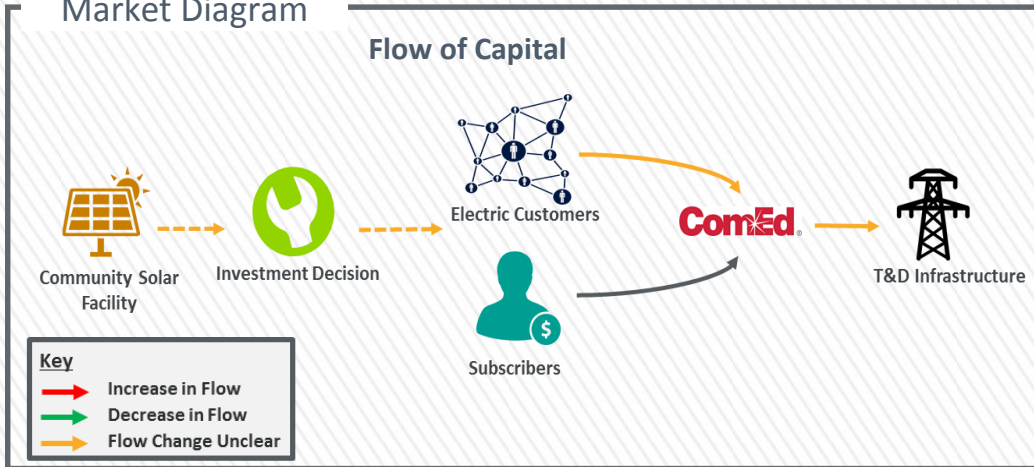 Market Diagram
Flow of Capital
Electric Customers
ComEd®
Community Solar
Facility
Investment Decision
T&D Infrastructure
$
Subscribers
Key
Increase in Flow
Decrease in Flow
Flow Change Unclear